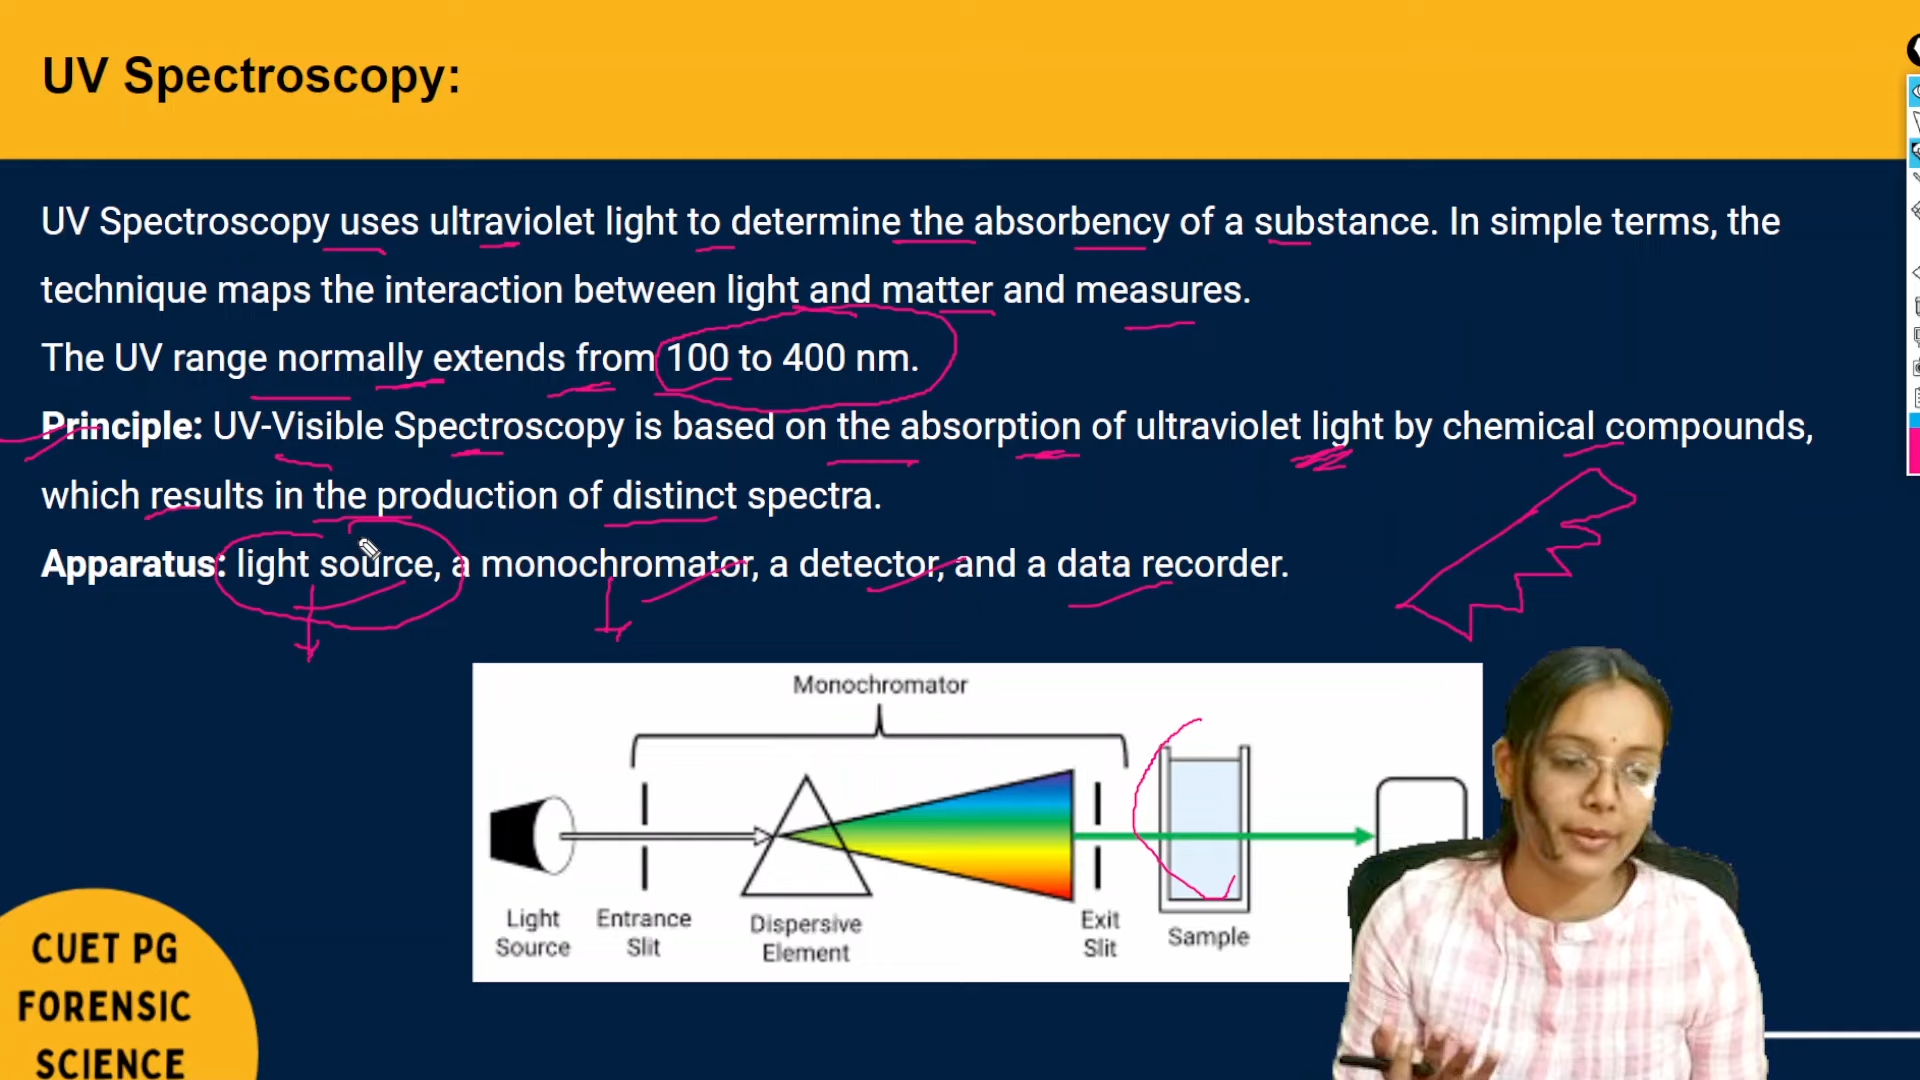 UV Spectroscopy:
UV Spectroscopy uses ultraviolet light to determine the absorbency of a substance. In simple terms, the
technique maps the interaction between light and matter and measures.
The UV range normally extends from 100 to 400 nm.
Principle: UV-Visible Spectroscopy is based on the absorption of ultraviolet light by chemical compounds,
which results in the production of distinct spectra.
Apparatus: light source, a monochromator, a detector, and a data recorder.
Monochromator
Light
Source
Entrance
Slit
Dispersive
Element
Exit
Slit
Sample
CUET PG
FORENSIC
SCIENCE